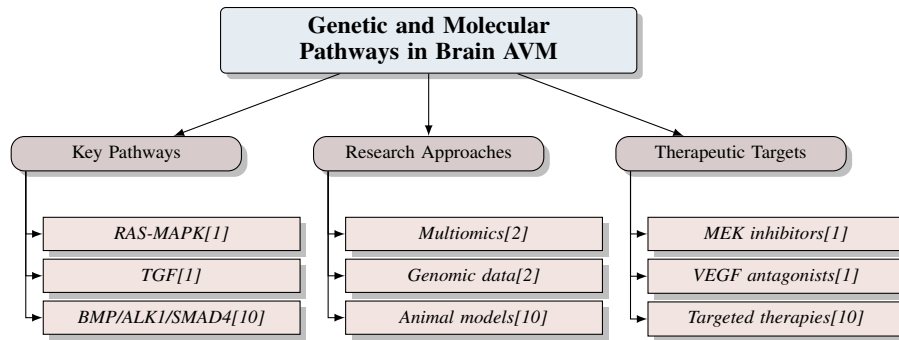 Genetic and Molecular
Pathways in Brain AVM
Key Pathways
Research Approaches
Therapeutic Targets
RAS-MAPK[1]
Multiomics[2]
MEK inhibitors[1]
TGF[1]
Genomic data[2]
VEGF antagonists[1]
BMP/ALK1/SMAD4[10]
Animal models[10]
Targeted therapies[10]